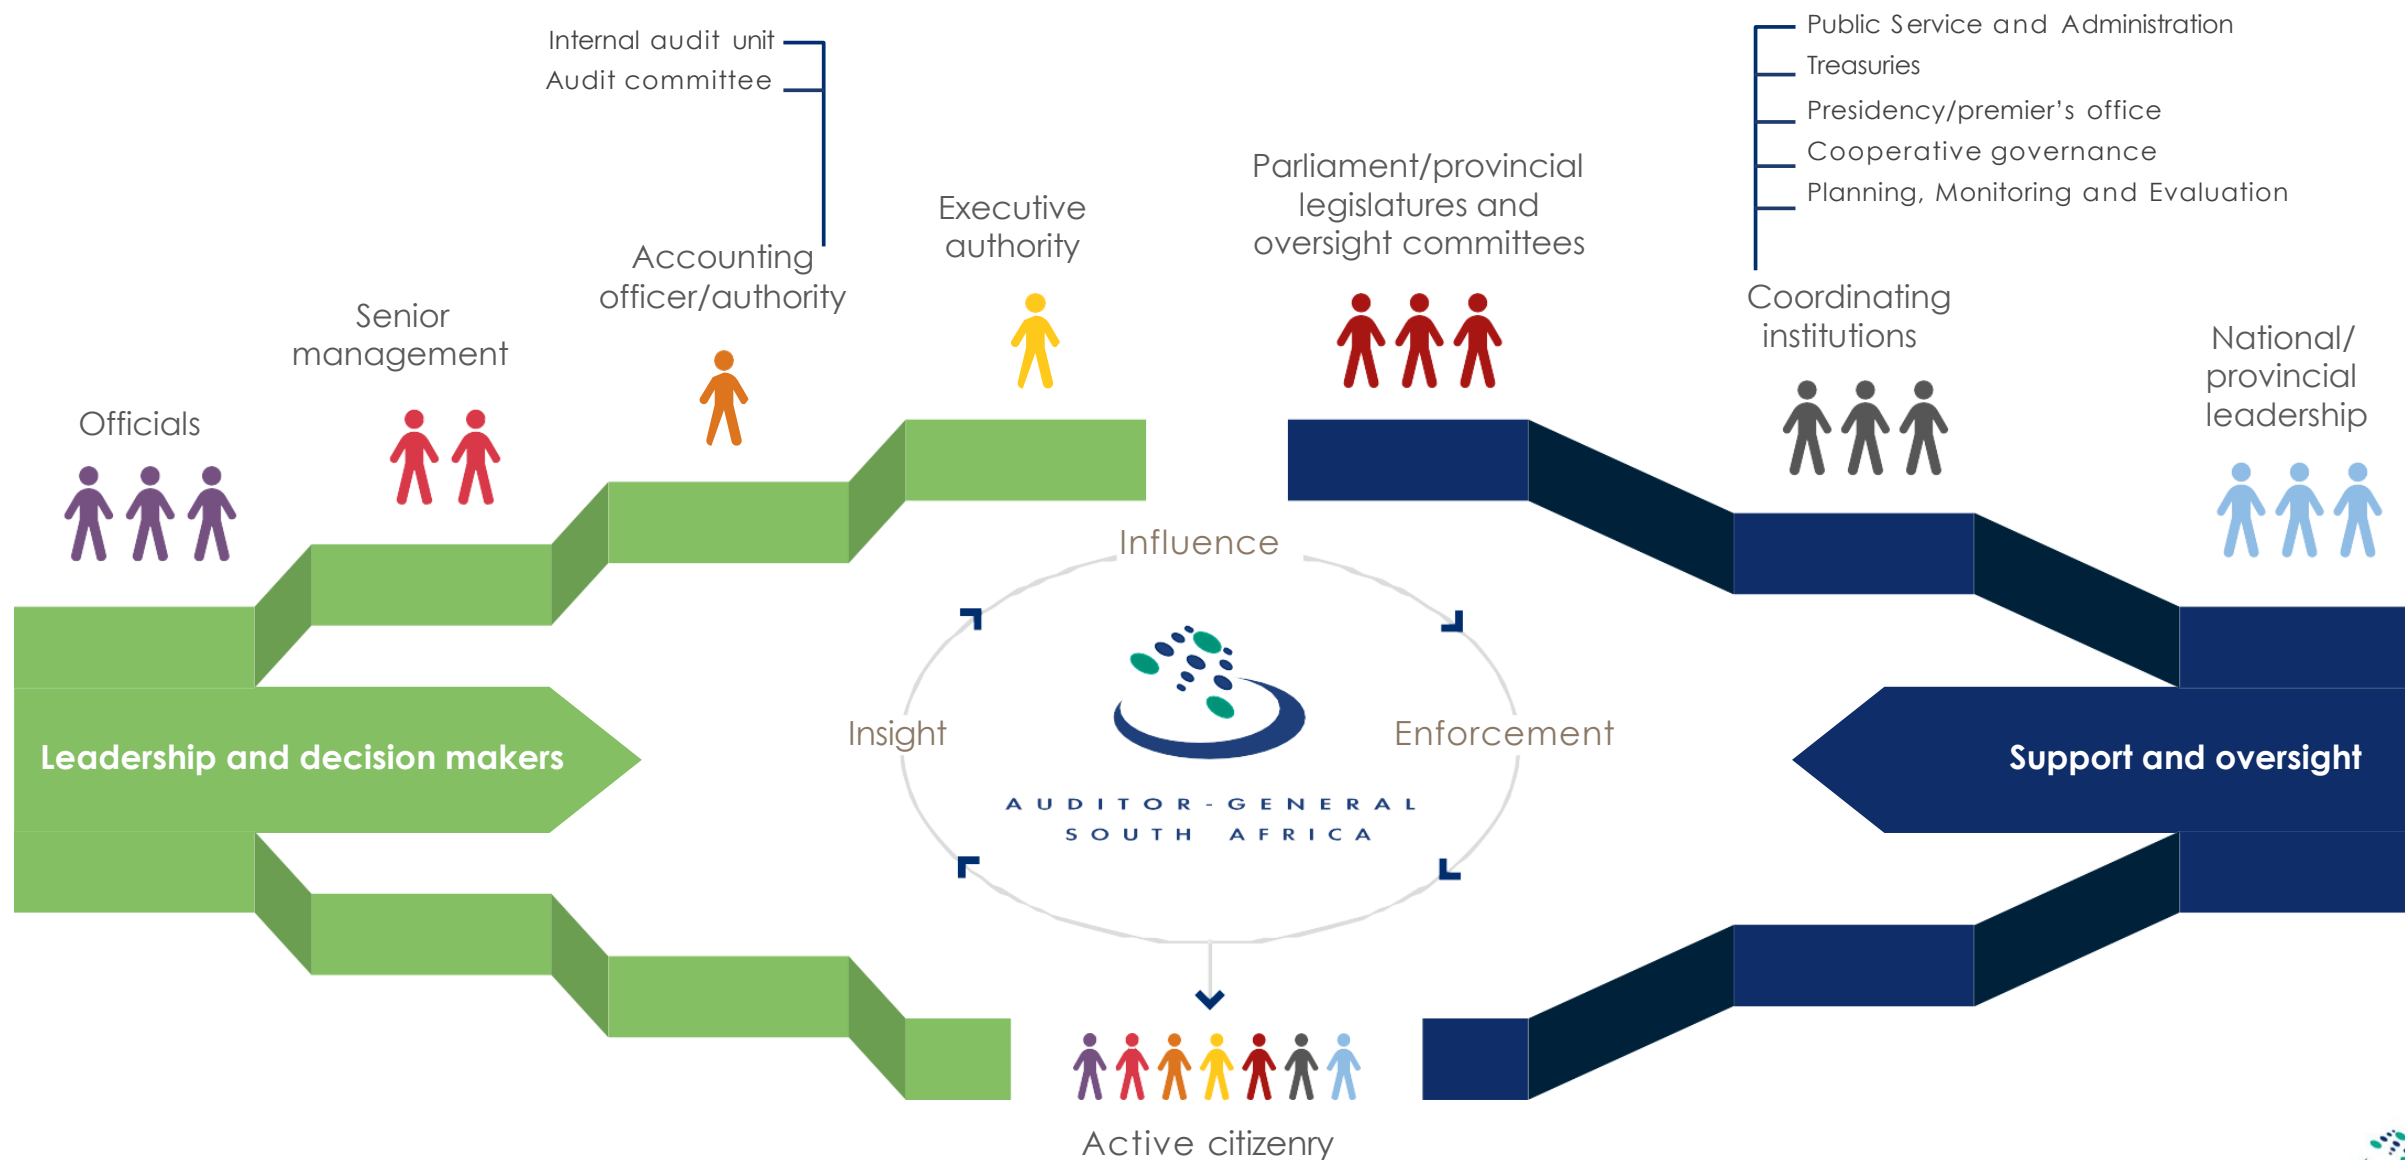 Internal audit unit
Audit committee
Public Service and Administration
Treasuries
Presidency/premier's office
Cooperative governance
Planning, Monitoring and Evaluation
Officials
Senior
management
Accounting
officer/authority
Executive
authority
Parliament/provincial
legislatures and
oversight committees
Coordinating
institutions
National/
provincial
leadership
Influence
Insight
Enforcement
AUDITOR-GENERAL
SOUTH AFRICA
Leadership and decision makers
Support and oversight
Active citizenry